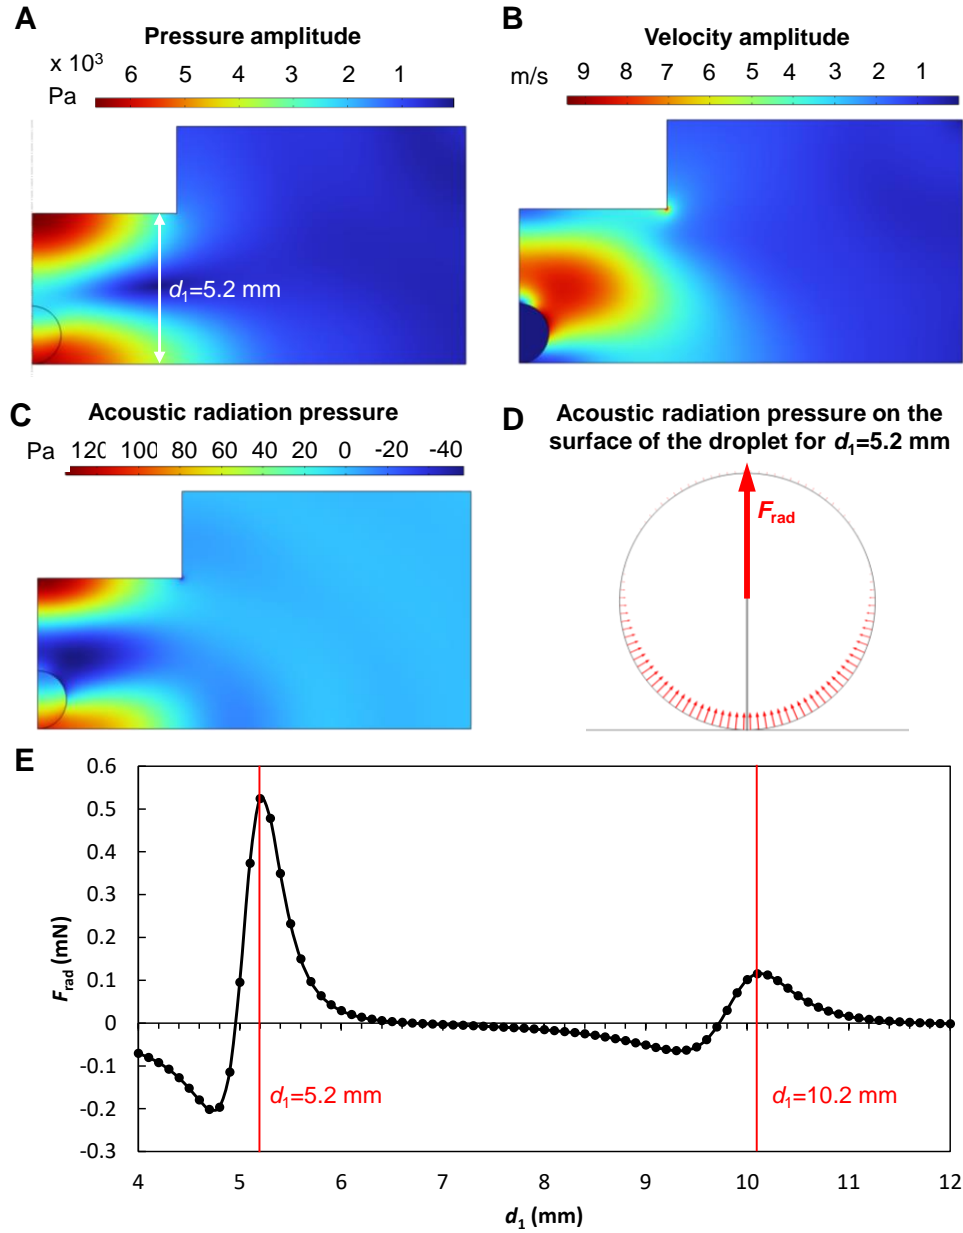 A
Pressure amplitude
x 10³
Pa
6 5 4 3 2 1
d₁=5.2 mm
B
Velocity amplitude
m/s
9 8 7 6 5 4 3 2 1
C
Acoustic radiation pressure
Pa
120 100 80 60 40 20 0 -20 -40
D
Acoustic radiation pressure on the
surface of the droplet for d₁=5.2 mm
F_rad
E
0.6
0.5
0.4
0.3
0.2
0.1
0
-0.1
-0.2
-0.3
F_rad (mN)
d₁=5.2 mm
d₁=10.2 mm
4 5 6 7 8 9 10 11 12
d₁ (mm)